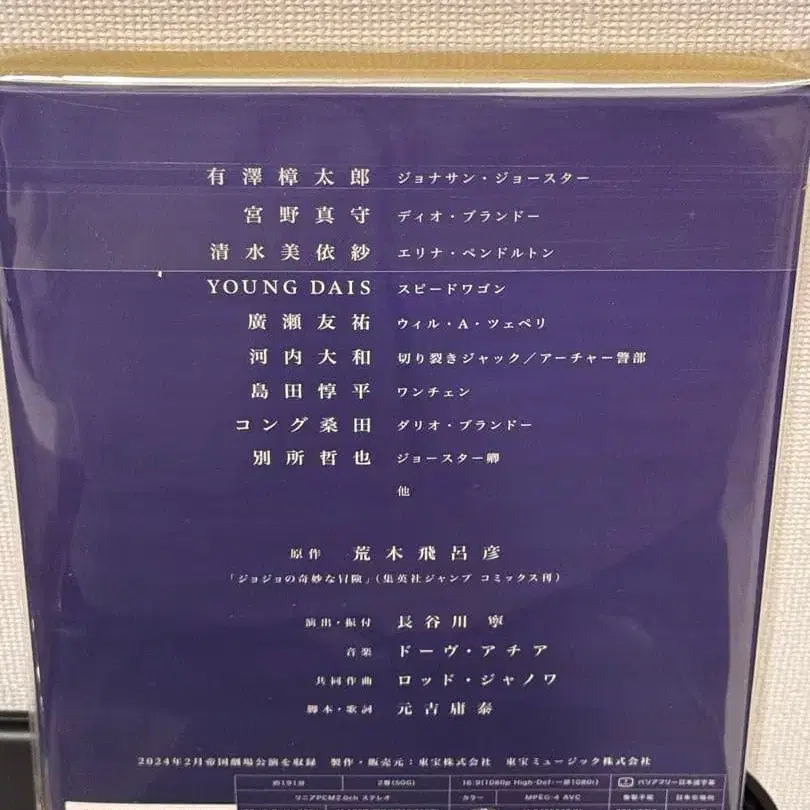 有澤樟太郎 ジョナサン・ジョースター
宮野真守 ディオ・ブランドー
清水美依紗 エリナ・ペンドルトン
YOUNG DAIS スピードワゴン
廣瀬友祐 ウィル・A・ツェペリ
河内大和 切り裂きジャック／アーチャー警部
島田惇平 ワンチェン
コング桑田 ダリオ・ブランドー
別所哲也 ジョースター卿
他
原作 荒木飛呂彦
「ジョジョの奇妙な冒険」(集英社ジャンプ コミックス刊)
演出・振付 長谷川寧
音楽 ドーヴ・アチア
共同作曲 ロッド・ジャノワ
脚本・歌詞 元吉庸泰
2024年2月帝国劇場公演を収録 製作・販売元：東宝株式会社 東宝ミュージック株式会社
約191分 2巻(50G) 16:9(1080p High-Def・一部1080i) バリアフリー日本語字幕
リニアPCM2.0ch ステレオ カラー MPEG-4 AVC 複製不能 日本市場向